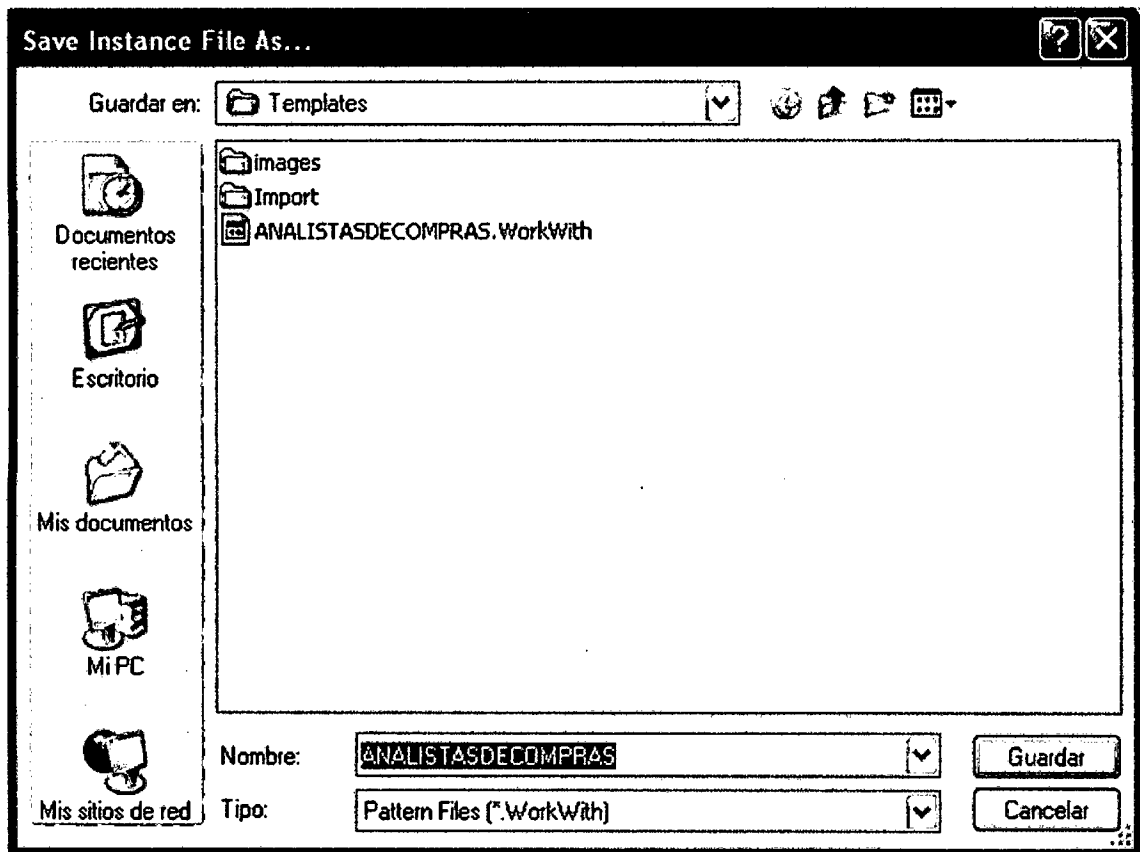 Save Instance File As...
Guardar en: Templates
images
Import
ANALISTASDECOMPRAS.WorkWith
Documentos
recientes
Escritorio
Mis documentos
Mi PC
Mis sitios de red
Nombre: ANALISTASDECOMPRAS Guardar
Tipo: Pattern Files (*.WorkWith) Cancelar